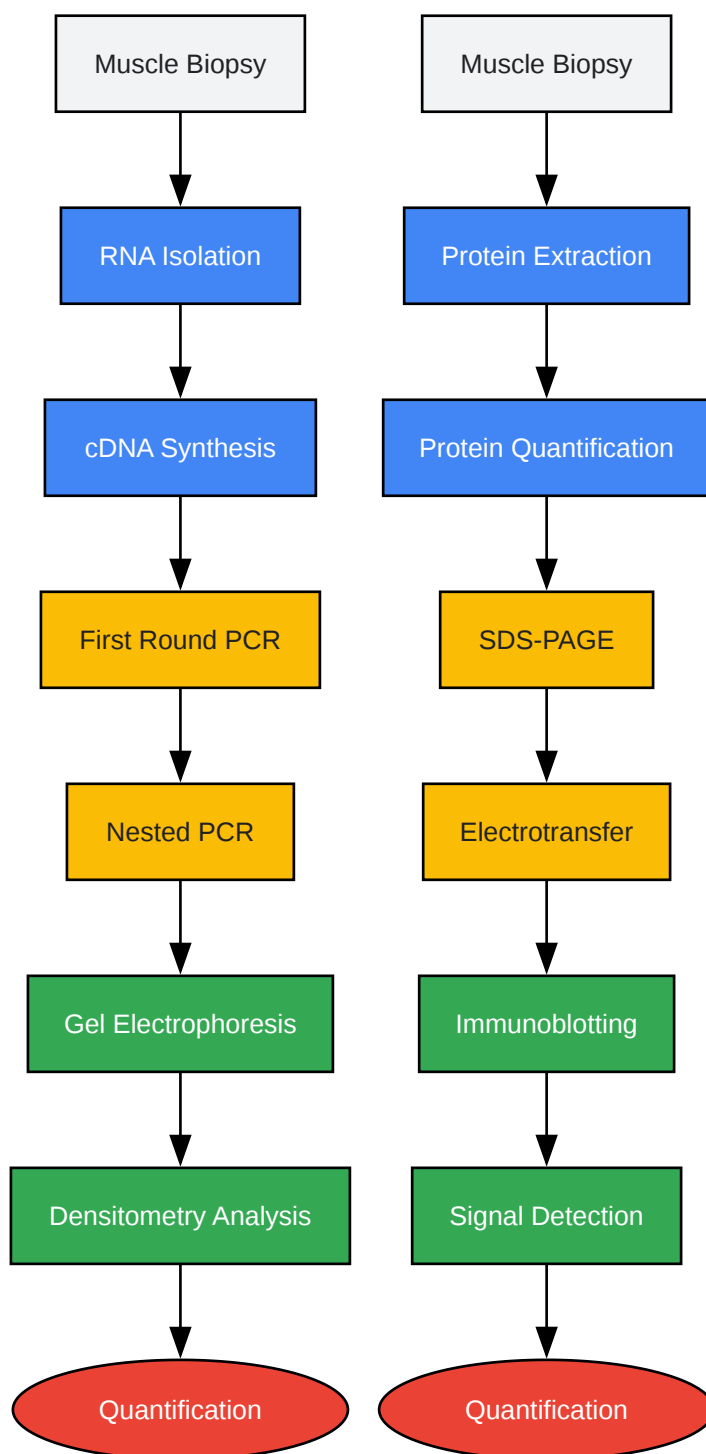 Muscle Biopsy
RNA Isolation
cDNA Synthesis
First Round PCR
Nested PCR
Gel Electrophoresis
Densitometry Analysis
Quantification
Muscle Biopsy
Protein Extraction
Protein Quantification
SDS-PAGE
Electrotransfer
Immunoblotting
Signal Detection
Quantification